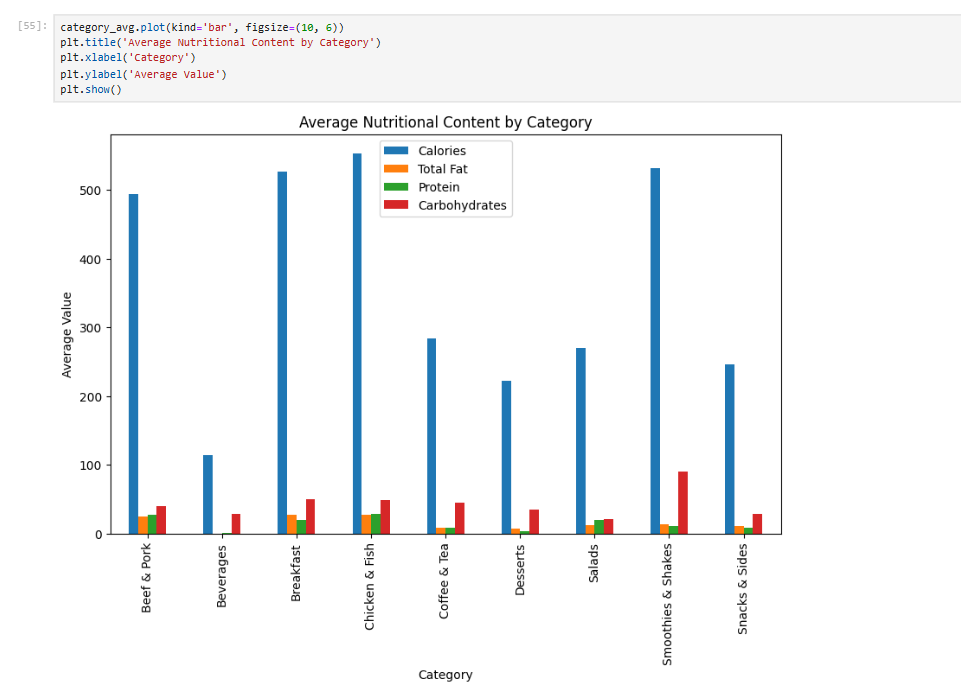 [55]:
category_avg.plot(kind='bar', figsize=(10, 6))
plt.title('Average Nutritional Content by Category')
plt.xlabel('Category')
plt.ylabel('Average Value')
plt.show()
Average Nutritional Content by Category
Calories
Total Fat
Protein
Carbohydrates
Average Value
500
400
300
200
100
0
Beef & Pork
Beverages
Breakfast
Chicken & Fish
Coffee & Tea
Desserts
Salads
Smoothies & Shakes
Snacks & Sides
Category